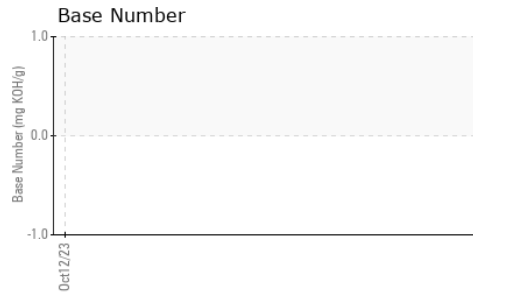 Base Number
Base Number (mg KOH/g)
1.0
0.0
-1.0
Oct12/23